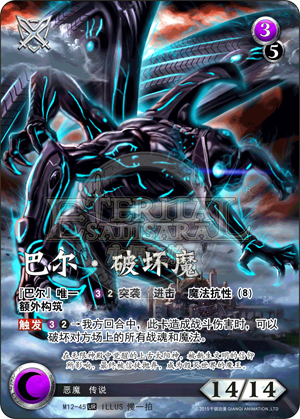 3
5
ETERNAL
SAMSARA
巴尔·破坏魔
「巴尔」唯一 3 2 突袭 进击 魔法抗性(8)
额外构筑
触发 3 2 -我方回合中，此卡造成战斗伤害时，可以
破坏对方场上的所有战魂和魔法。
恶魔 传说
M12-45 UR ILLUS 搜一拍
14/14